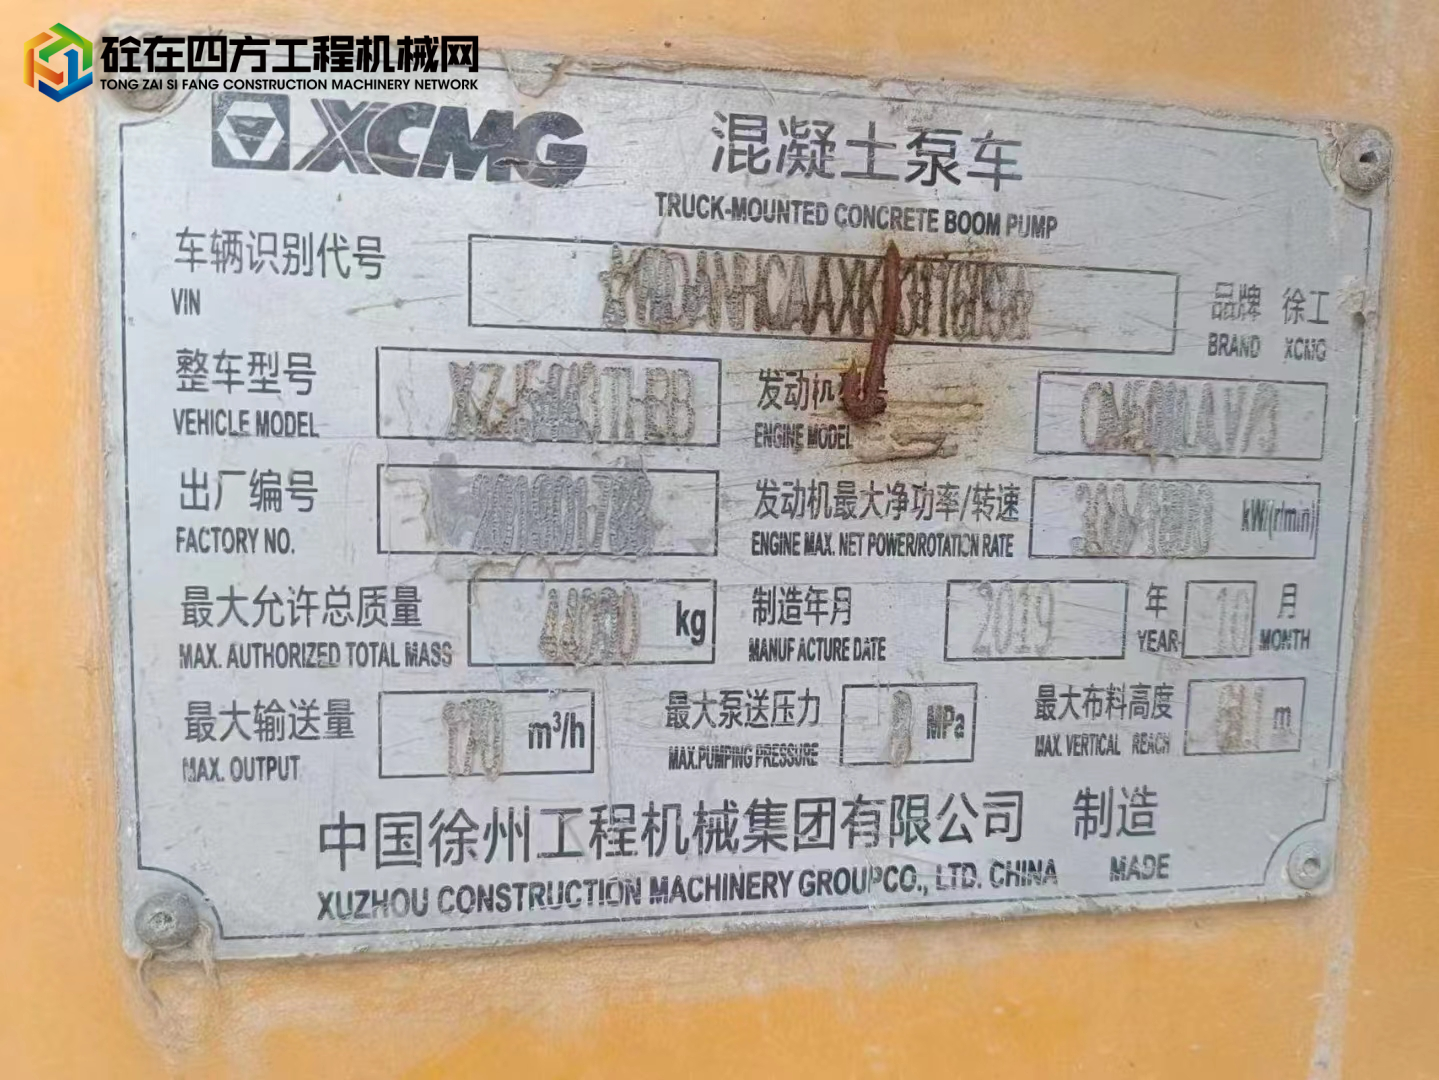 砼在四方工程机械网
TONG ZAI SI FANG CONSTRUCTION MACHINERY NETWORK
XCMG
混凝土泵车
TRUCK-MOUNTED CONCRETE BOOM PUMP
车辆识别代号
VIN
品牌 徐工
BRAND XCMG
整车型号
VEHICLE MODEL
发动机
ENGINE MODEL
出厂编号
FACTORY NO.
发动机最大净功率/转速
ENGINE MAX. NET POWER/ROTATION RATE
kW/(r/min)
最大允许总质量
MAX. AUTHORIZED TOTAL MASS
kg
制造年月 2019 年 10 月
MANUFACTURE DATE YEAR MONTH
最大输送量
MAX. OUTPUT
170 m³/h
最大泵送压力
MAX.PUMPING PRESSURE
MPa
最大布料高度
MAX. VERTICAL REACH
m
中国徐州工程机械集团有限公司 制造
XUZHOU CONSTRUCTION MACHINERY GROUP CO., LTD. CHINA MADE